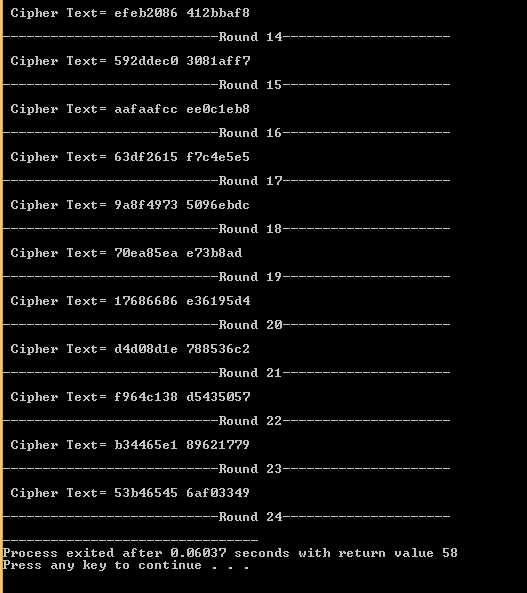 Cipher Text= efeb2086 412bbaf8
---------------------------Round 14---------------------
Cipher Text= 592ddec0 3081aff7
---------------------------Round 15---------------------
Cipher Text= aafaafcc ee0c1eb8
---------------------------Round 16---------------------
Cipher Text= 63df2615 f7c4e5e5
---------------------------Round 17---------------------
Cipher Text= 9a8f4973 5096ebdc
---------------------------Round 18---------------------
Cipher Text= 70ea85ea e73b8ad
---------------------------Round 19---------------------
Cipher Text= 17686686 e36195d4
---------------------------Round 20---------------------
Cipher Text= d4d08d1e 788536c2
---------------------------Round 21---------------------
Cipher Text= f964c138 d5435057
---------------------------Round 22---------------------
Cipher Text= b34465e1 89621779
---------------------------Round 23---------------------
Cipher Text= 53b46545 6af03349
---------------------------Round 24---------------------
--------------------------------
Process exited after 0.06037 seconds with return value 58
Press any key to continue . . .